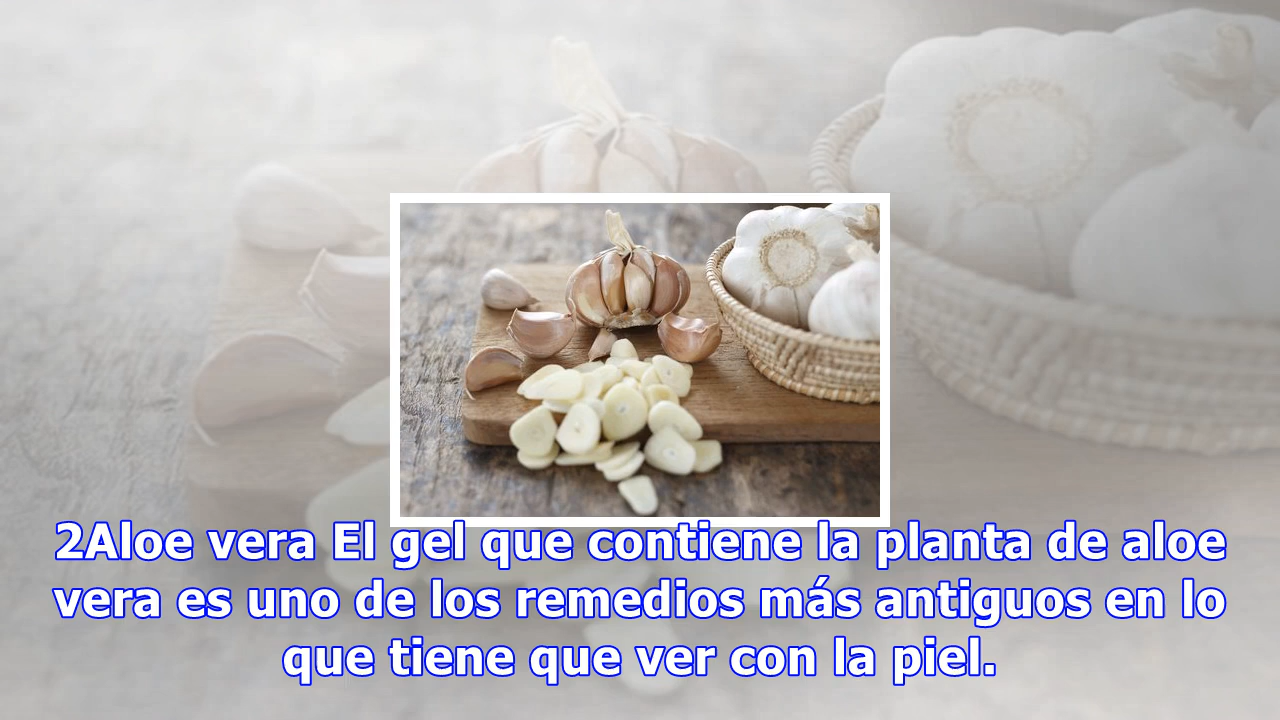 2Aloe vera El gel que contiene la planta de aloe
vera es uno de los remedios más antiguos en lo
que tiene que ver con la piel.